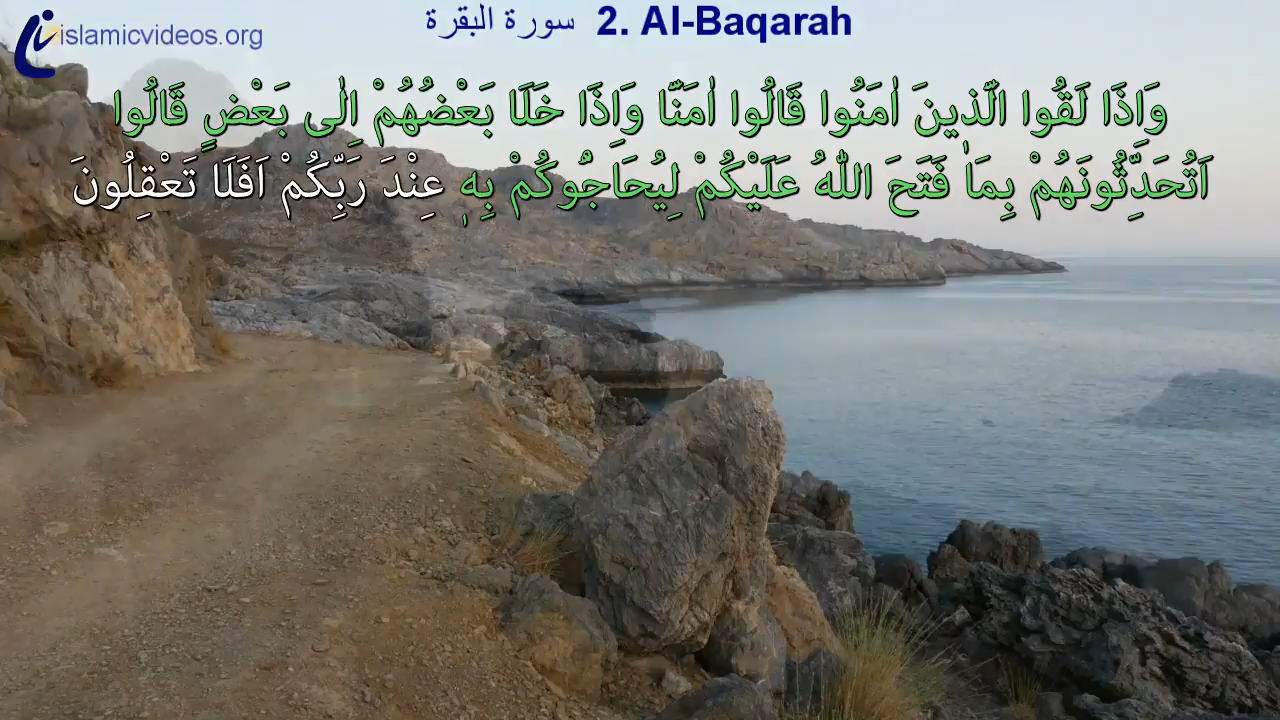 islamicvideos.org
سورة البقرة 2. Al-Baqarah
وَاِذَا لَقُوا الَّذ۪ينَ اٰمَنُوا قَالُوا اٰمَنَّا وَاِذَا خَلَا بَعْضُهُمْ اِلٰى بَعْضٍ قَالُوا
اَتُحَدِّثُونَهُمْ بِمَا فَتَحَ اللّٰهُ عَلَيْكُمْ لِيُحَاجُّوكُمْ بِه۪ عِنْدَ رَبِّكُمْ اَفَلَا تَعْقِلُونَ